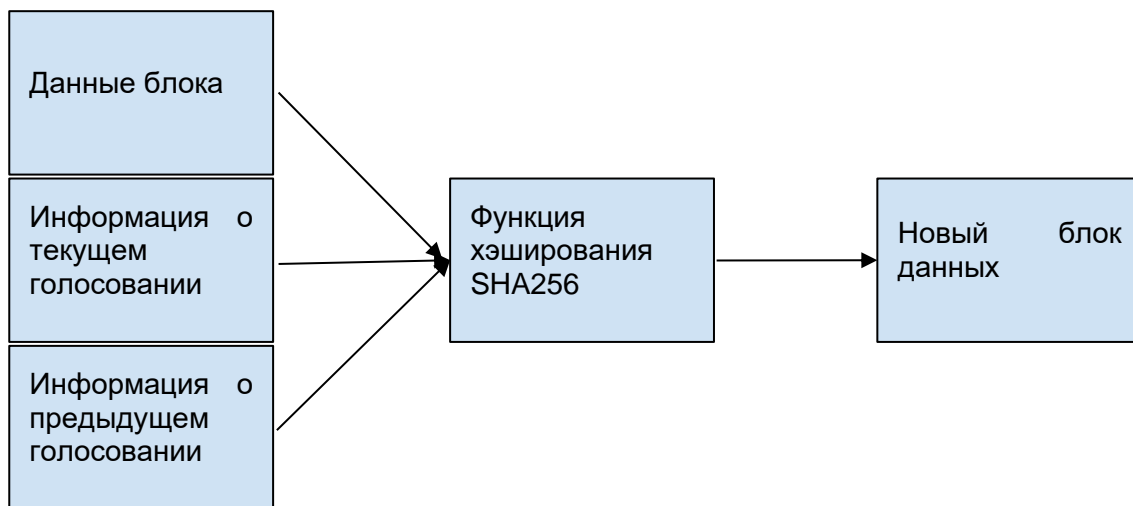 Данные блока
Информация о
текущем
голосовании
Информация о
предыдущем
голосовании
Функция
хэширования
SHA256
Новый блок
данных